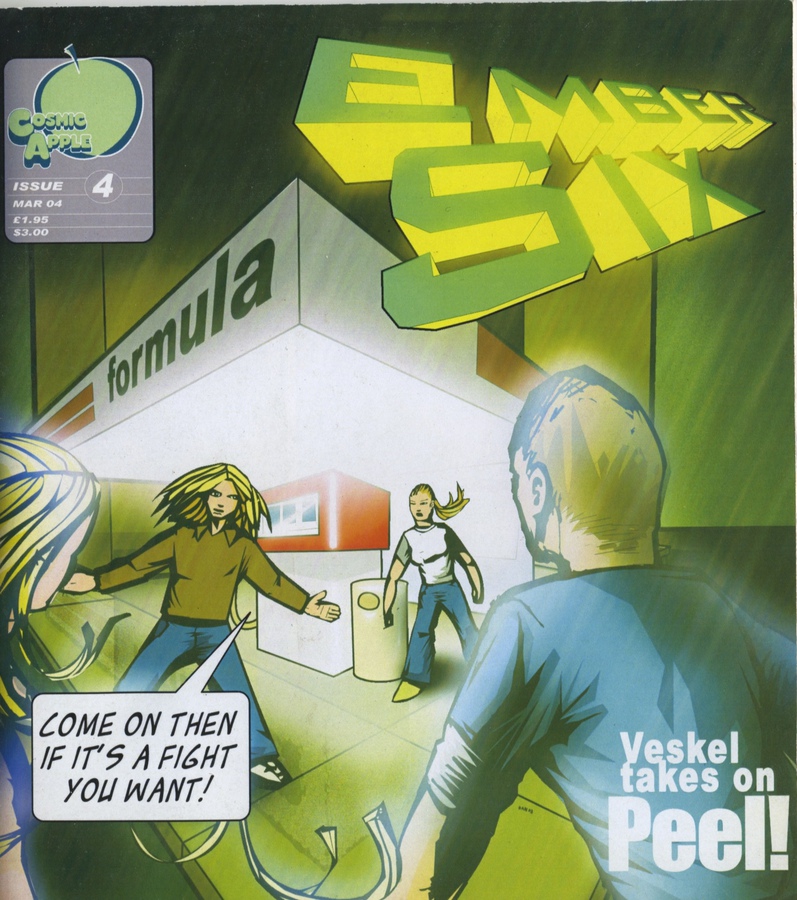 COSMIC
APPLE
ISSUE 4
MAR 04
£1.95
$3.00
EMBER
SIX
formula
COME ON THEN
IF IT'S A FIGHT
YOU WANT!
Veskel
takes on
Peel!